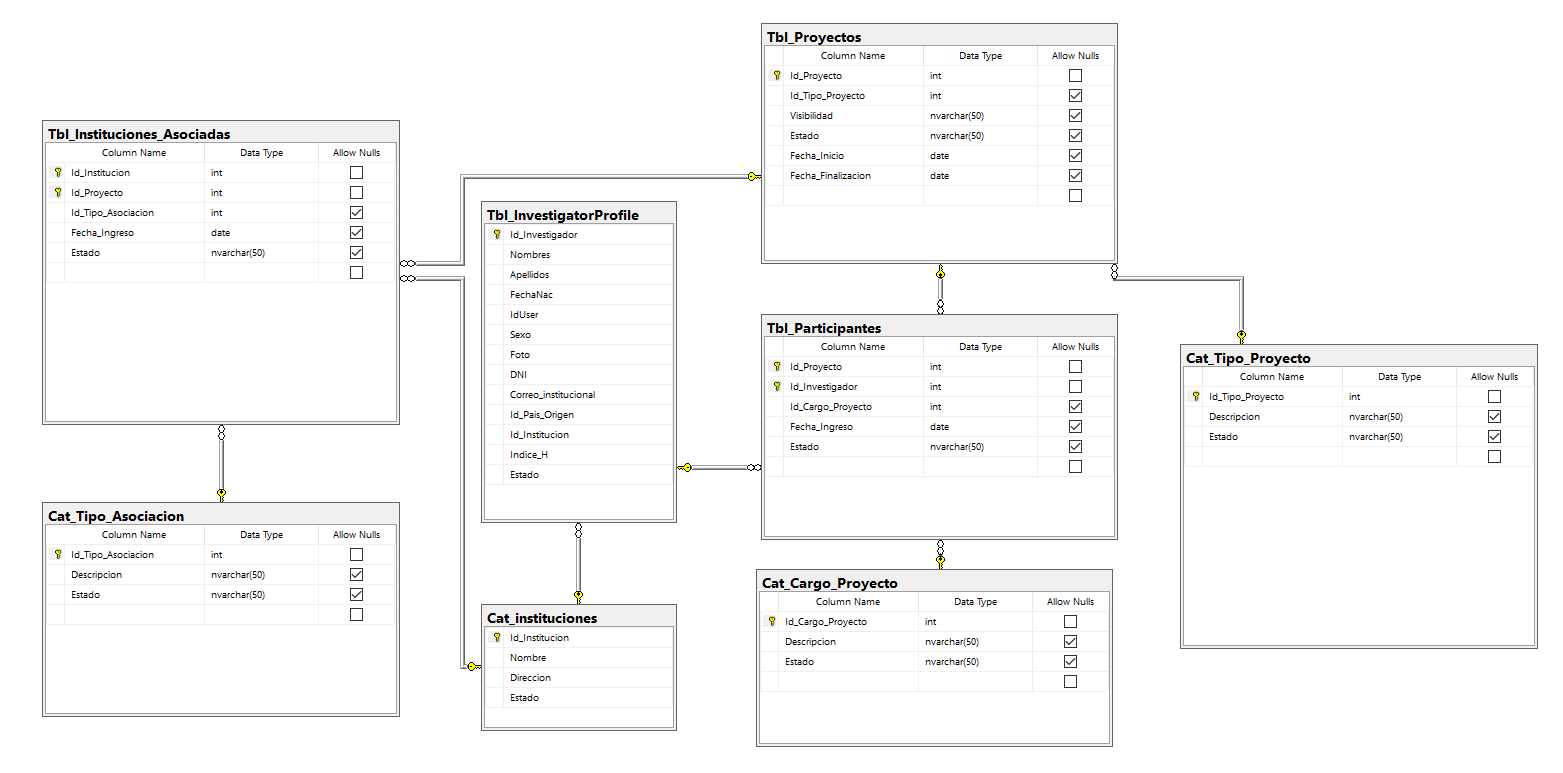 Tbl_Proyectos
Column Name Data Type Allow Nulls
Id_Proyecto int
Id_Tipo_Proyecto int
Visibilidad nvarchar(50)
Estado nvarchar(50)
Fecha_Inicio date
Fecha_Finalizacion date
Tbl_Instituciones_Asociadas
Column Name Data Type Allow Nulls
Id_Institucion int
Id_Proyecto int
Id_Tipo_Asociacion int
Fecha_Ingreso date
Estado nvarchar(50)
Tbl_InvestigatorProfile
Id_Investigador
Nombres
Apellidos
FechaNac
IdUser
Sexo
Foto
DNI
Correo_institucional
Id_Pais_Origen
Id_Institucion
Indice_H
Estado
Tbl_Participantes
Column Name Data Type Allow Nulls
Id_Proyecto int
Id_Investigador int
Id_Cargo_Proyecto int
Fecha_Ingreso date
Estado nvarchar(50)
Cat_Tipo_Proyecto
Column Name Data Type Allow Nulls
Id_Tipo_Proyecto int
Descripcion nvarchar(50)
Estado nvarchar(50)
Cat_Tipo_Asociacion
Column Name Data Type Allow Nulls
Id_Tipo_Asociacion int
Descripcion nvarchar(50)
Estado nvarchar(50)
Cat_instituciones
Id_Institucion
Nombre
Direccion
Estado
Cat_Cargo_Proyecto
Column Name Data Type Allow Nulls
Id_Cargo_Proyecto int
Descripcion nvarchar(50)
Estado nvarchar(50)